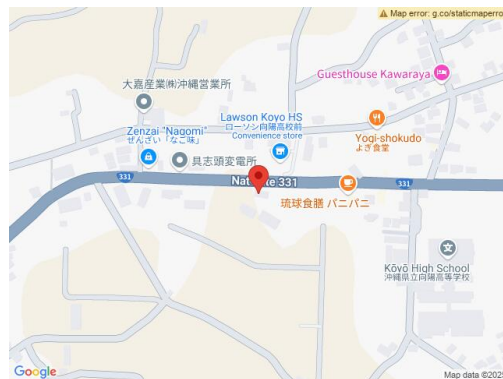 Map error: g.co/staticmaperro
Guesthouse Kawaraya
大嘉産業㈱沖縄営業所
Lawson Koyo HS
ローソン向陽高校前
Convenience store
Zenzai "Nagomi"
ぜんざい「なご味」
Yogi-shokudo
よぎ食堂
具志頭変電所
331
331
琉球食膳 パニパニ
Kōyō High School
沖縄県立向陽高等学校
Google
Map data ©202